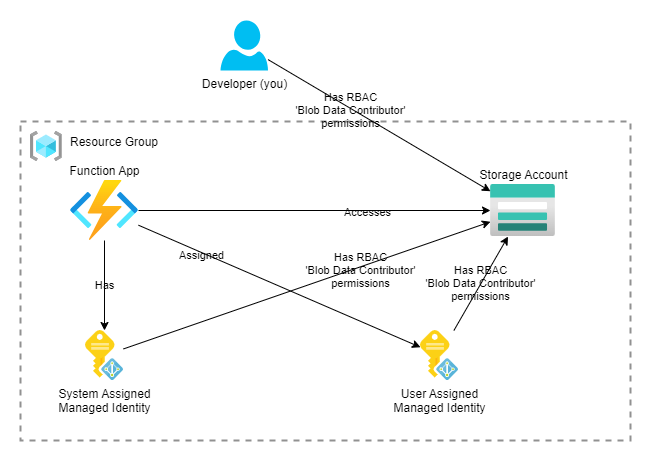 Developer (you)
Has RBAC
'Blob Data Contributor'
permissions
Resource Group
Function App
Storage Account
Accesses
Assigned
Has RBAC
'Blob Data Contributor'
permissions
Has RBAC
'Blob Data Contributor'
permissions
Has
System Assigned
Managed Identity
User Assigned
Managed Identity